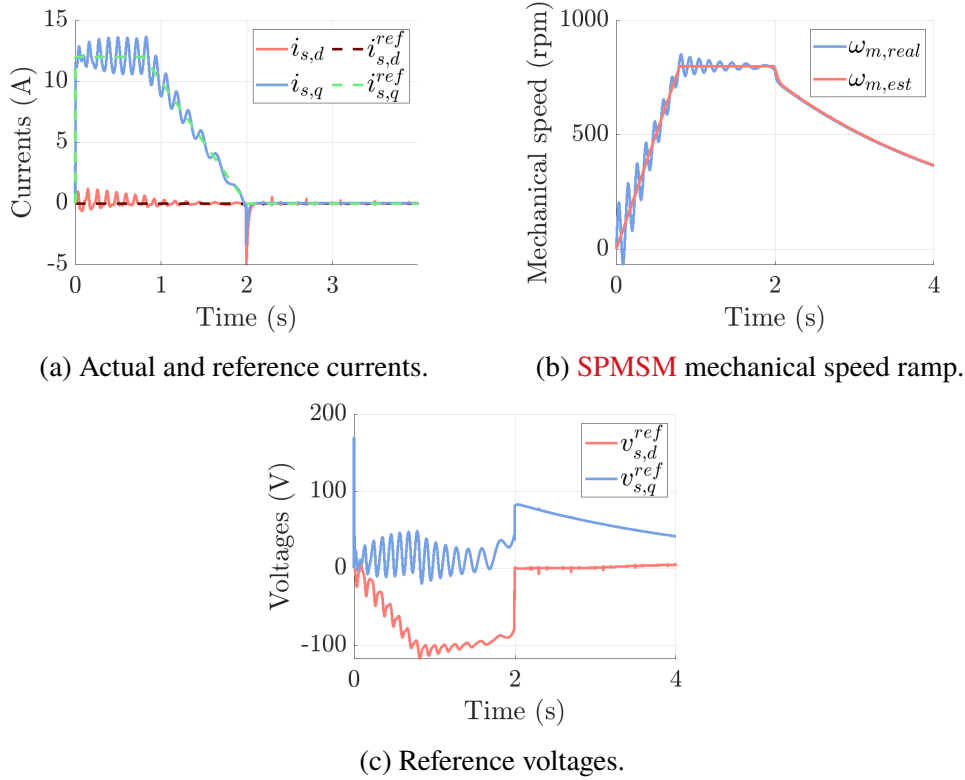 15
10
5
0
-5
0 1 2 3
Currents (A)
Time (s)
i_{s,d} i_{s,d}^{ref}
i_{s,q} i_{s,q}^{ref}
(a) Actual and reference currents.
1000
500
0
0 2 4
Mechanical speed (rpm)
Time (s)
ω_{m,real}
ω_{m,est}
(b) SPMSM mechanical speed ramp.
200
100
0
-100
0 2 4
Voltages (V)
Time (s)
v_{s,d}^{ref}
v_{s,q}^{ref}
(c) Reference voltages.